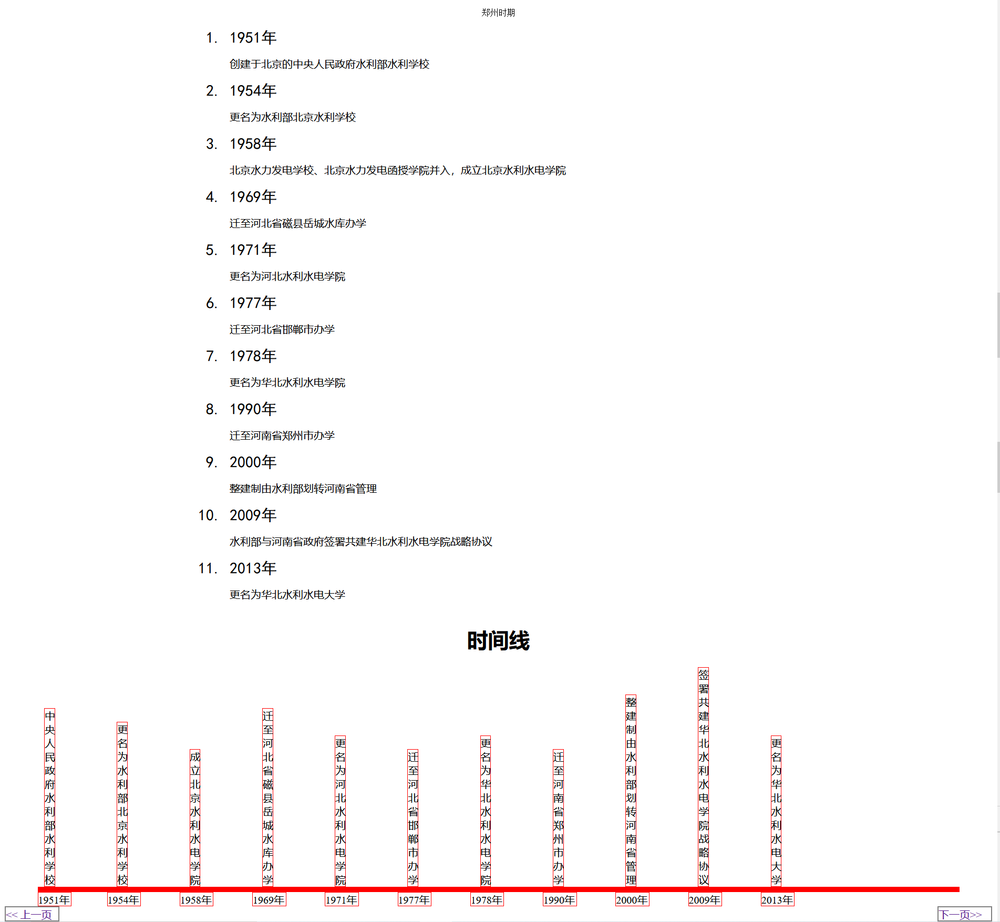 郑州时期
1. 1951年
创建于北京的中央人民政府水利部水利学校
2. 1954年
更名为水利部北京水利学校
3. 1958年
北京水力发电学校、北京水力发电函授学院并入，成立北京水利水电学院
4. 1969年
迁至河北省磁县岳城水库办学
5. 1971年
更名为河北水利水电学院
6. 1977年
迁至河北省邯郸市办学
7. 1978年
更名为华北水利水电学院
8. 1990年
迁至河南省郑州市办学
9. 2000年
整建制由水利部划转河南省管理
10. 2009年
水利部与河南省政府签署共建华北水利水电学院战略协议
11. 2013年
更名为华北水利水电大学
时间线
中央人民政府水利部水利学校
更名为水利部北京水利学校
成立北京水利水电学院
迁至河北省磁县岳城水库办学
更名为河北水利水电学院
迁至河北省邯郸市办学
更名为华北水利水电学院
迁至河南省郑州市办学
整建制由水利部划转河南省管理
签署共建华北水利水电学院战略协议
更名为华北水利水电大学
1951年 1954年 1958年 1969年 1971年 1977年 1978年 1990年 2000年 2009年 2013年
<< 上一页 下一页>>